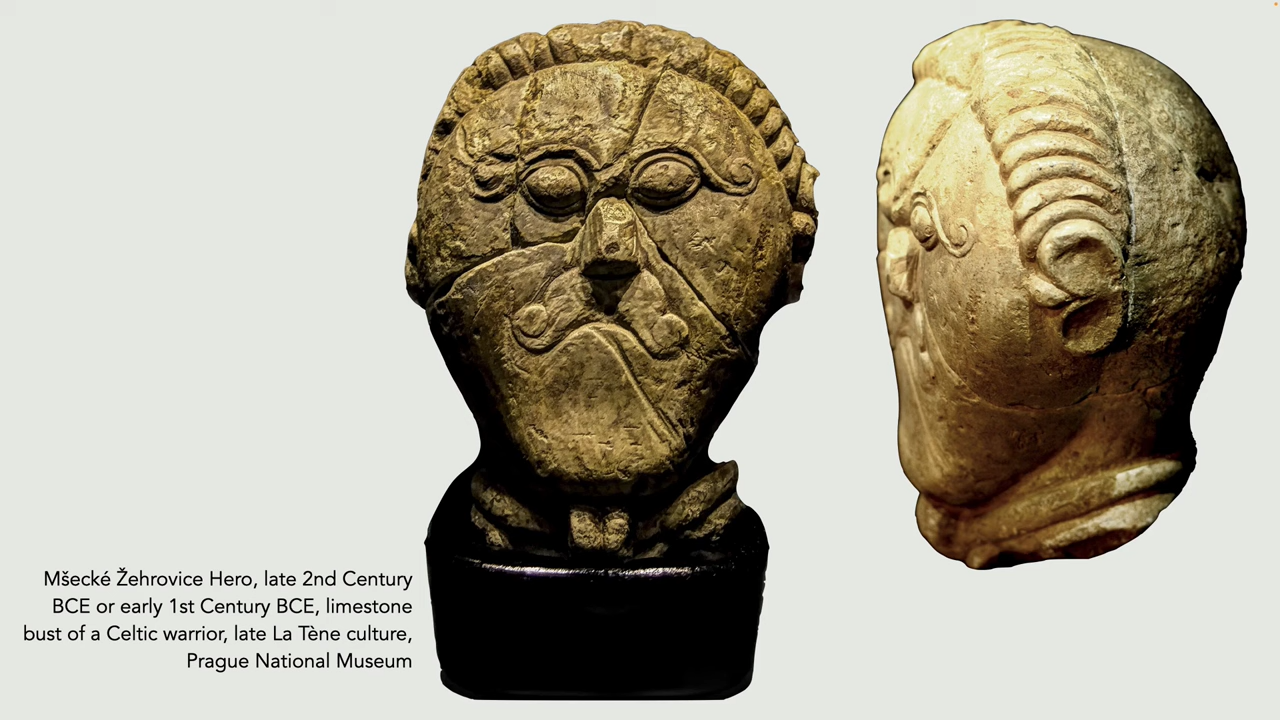 Mšecké Žehrovice Hero, late 2nd Century
BCE or early 1st Century BCE, limestone
bust of a Celtic warrior, late La Tène culture,
Prague National Museum